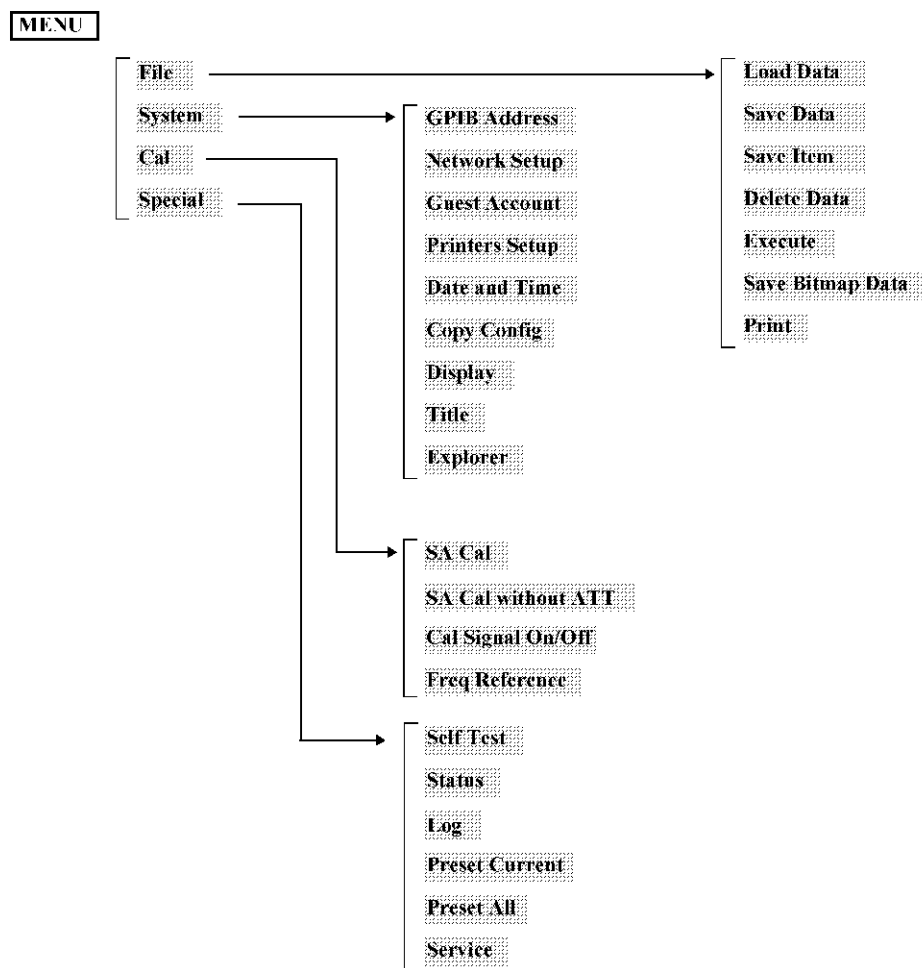 MENU
File
System
Cal
Special
Load Data
Save Data
Save Item
Delete Data
Execute
Save Bitmap Data
Print
GPIB Address
Network Setup
Guest Account
Printers Setup
Date and Time
Copy Config
Display
Title
Explorer
SA Cal
SA Cal without ATT
Cal Signal On/Off
Freq Reference
Self Test
Status
Log
Preset Current
Preset All
Service